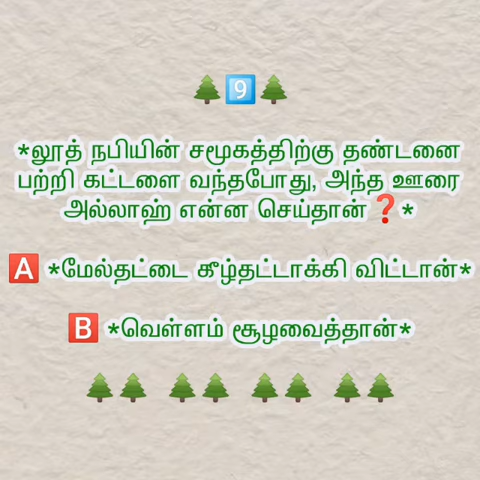 🌲9️⃣🌲
*லூத் நபியின் சமூகத்திற்கு தண்டனை
பற்றி கட்டளை வந்தபோது, அந்த ஊரை
அல்லாஹ் என்ன செய்தான்❓*
🅰 *மேல்தட்டை கீழ்தட்டாக்கி விட்டான்*
🅱 *வெள்ளம் சூழவைத்தான்*
🌲🌲 🌲🌲 🌲🌲 🌲🌲